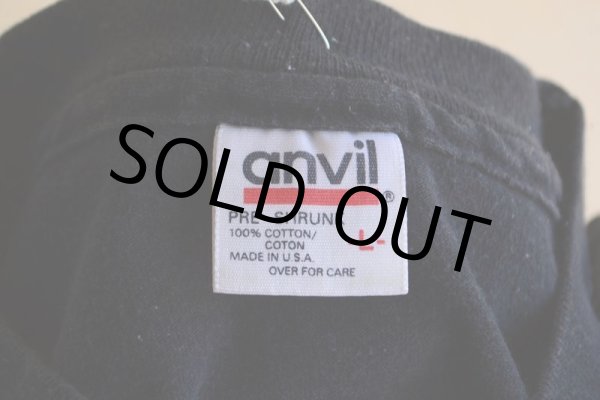 anvil
®
PRE-SHRUNK
100% COTTON/
COTON
L-
MADE IN U.S.A.
OVER FOR CARE
SOLD OUT